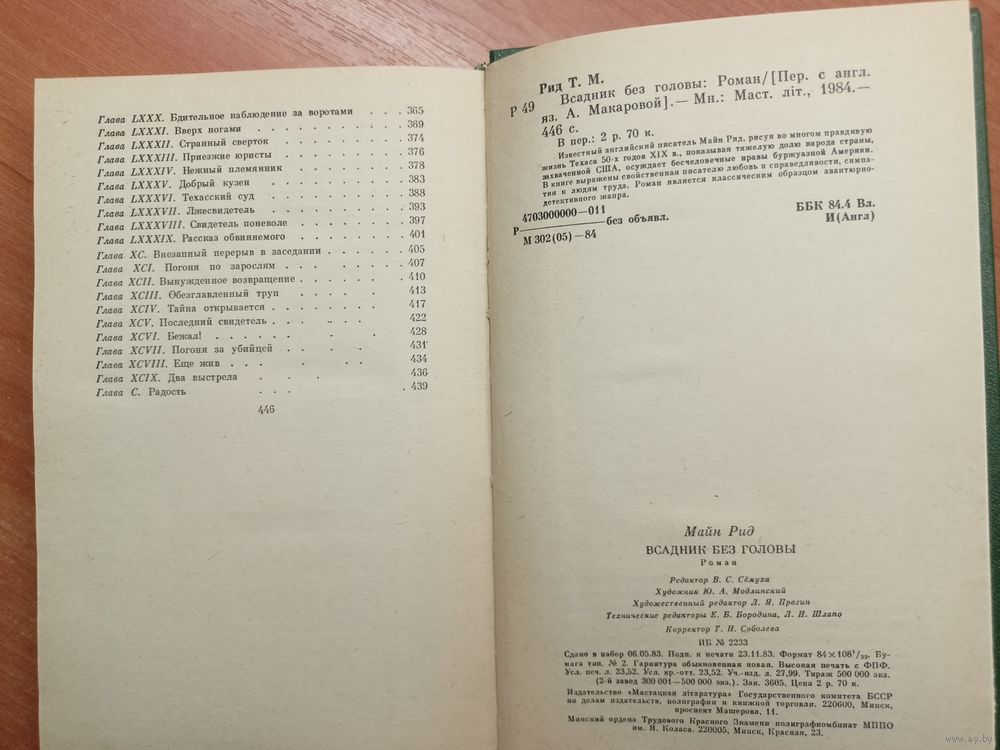 Глава LXXX. Бдительное наблюдение за воротами . . . 365
Глава LXXXI. Вверх ногами . . . . . . . 369
Глава LXXXII. Странный сверток . . . . . . 374
Глава LXXXIII. Приезжие юристы . . . . . . 376
Глава LXXXIV. Нежный племянник . . . . . . 378
Глава LXXXV. Добрый кузен . . . . . . . 383
Глава LXXXVI. Техасский суд . . . . . . . 388
Глава LXXXVII. Лжесвидетель . . . . . . . 393
Глава LXXXVIII. Свидетель поневоле . . . . . . 397
Глава LXXXIX. Рассказ обвиняемого . . . . . . 401
Глава XC. Внезапный перерыв в заседании . . . . . 405
Глава XCI. Погоня по зарослям . . . . . . . 407
Глава XCII. Вынужденное возвращение . . . . . . 410
Глава XCIII. Обезглавленный труп . . . . . 413
Глава XCIV. Тайна открывается . . . . . . 417
Глава XCV. Последний свидетель . . . . . . 422
Глава XCVI. Бежал! . . . . . . . 428
Глава XCVII. Погоня за убийцей . . . . . 431
Глава XCVIII. Еще жив . . . . . . 434
Глава XCIX. Два выстрела . . . . 436
Глава C. Радость . . . . 439
446
Рид Т. М.
Р 49 Всадник без головы: Роман/[Пер. с англ.
яз. А. Макаровой].— Мн.: Маст. літ., 1984.—
446 с.
В пер.: 2 р. 70 к.
Известный английский писатель Майн Рид, рисуя во многом правдивую
жизнь Техаса 50-х годов XIX в., показывая тяжелую долю народа страны,
захваченной США, осуждает бесчеловечные нравы буржуазной Америки.
В книге выражены свойственная писателю любовь к справедливости, симпа-
тия к людям труда. Роман является классическим образцом авантюрно-
детективного жанра.
4703000000—011
Р————без объявл.
М 302(05)—84
ББК 84.4 Вл.
И(Англ)
Майн Рид
ВСАДНИК БЕЗ ГОЛОВЫ
Роман
Редактор В. С. Сёмуха
Художник Ю. А. Модлинский
Художественный редактор Л. Я. Прагин
Технические редакторы Е. Б. Бородина, Л. И. Шлапо
Корректор Т. Н. Соболева
ИБ № 2233
Сдано в набор 06.05.83. Подп. к печати 23.11.83. Формат 84×108¹/₃₂. Бу-
мага тип. № 2. Гарнитура обыкновенная новая. Высокая печать с ФПФ.
Усл. печ. л. 23,52. Усл. кр.-отт. 23,52. Уч.-изд. л. 27,99. Тираж 500 000 экз.
(2-й завод 300 001—500 000 экз.). Зак. 3605. Цена 2 р. 70 к.
Издательство «Мастацкая літаратура» Государственного комитета БССР
по делам издательств, полиграфии и книжной торговли. 220600, Минск,
проспект Машерова, 11.
Минский ордена Трудового Красного Знамени полиграфкомбинат МППО
им. Я. Коласа. 220005, Минск, Красная, 23.
www.ay.by